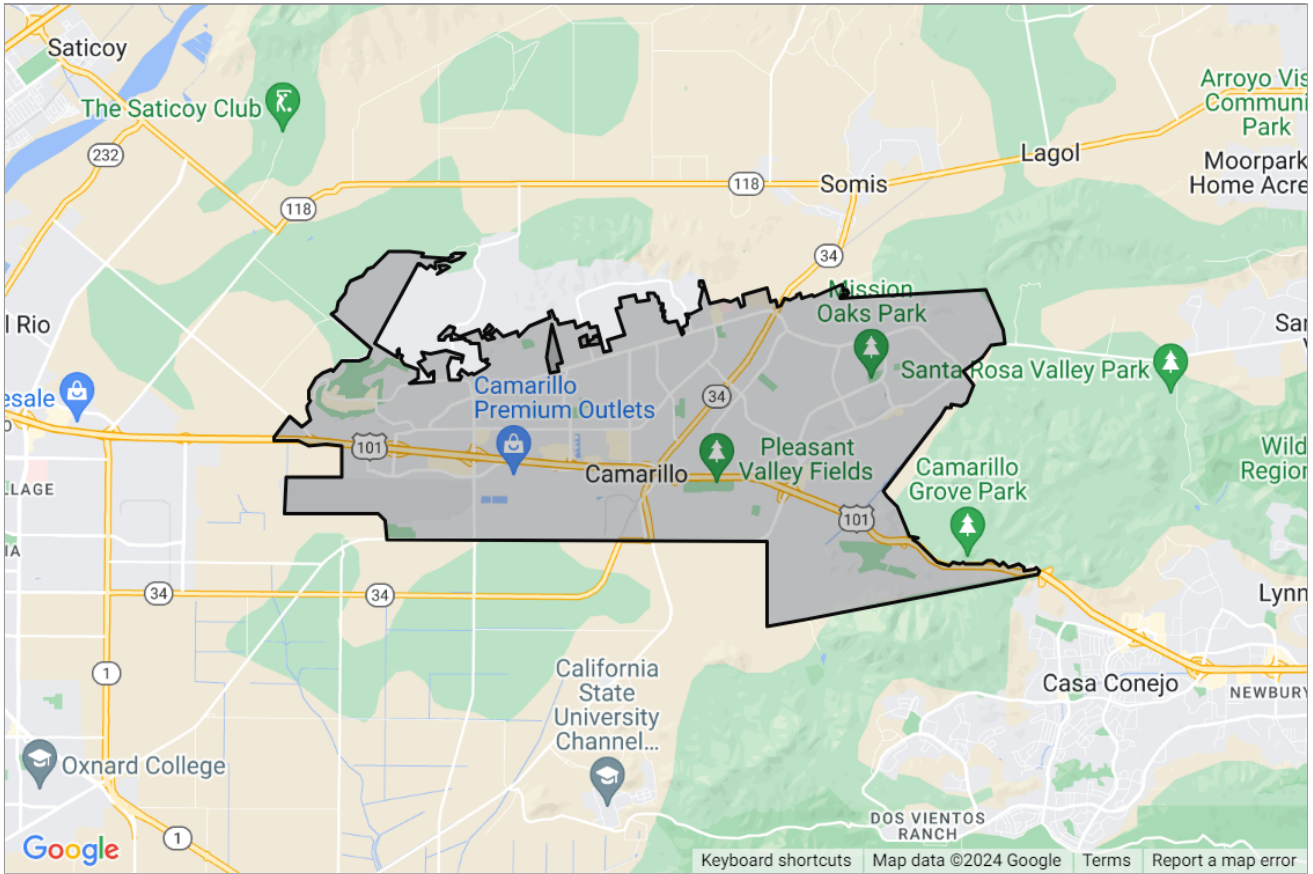 Saticoy
The Saticoy Club
232
118
118
Somis
Lagol
Arroyo Vis
Communi
Park
Moorpark
Home Acre
34
Mission
Oaks Park
l Rio
Sar
Santa Rosa Valley Park
esale
Camarillo
Premium Outlets
34
101
Pleasant
Valley Fields
Camarillo
Camarillo
Grove Park
Wild
Region
LLAGE
101
IA
34
34
Lynn
1
California
State
University
Channel...
Casa Conejo
NEWBURY
Oxnard College
DOS VIENTOS
RANCH
1
Google
Keyboard shortcuts
Map data ©2024 Google
Terms
Report a map error